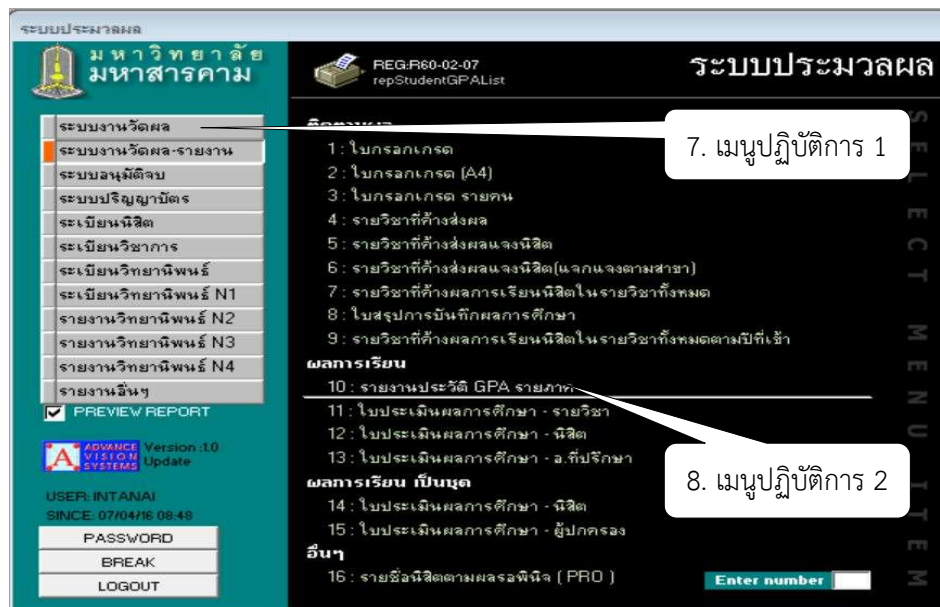 ระบบประมวลผล
มหาวิทยาลัย
มหาสารคาม
REG:R60-02-07
repStudentGPAList
ระบบประมวลผล
ระบบงานวัดผล
ระบบงานวัดผล-รายงาน
ระบบอนุมัติจบ
ระบบปริญญาบัตร
ระเบียนนิสิต
ระเบียนวิชาการ
ระเบียนวิทยานิพนธ์
ระเบียนวิทยานิพนธ์ N1
รายงานวิทยานิพนธ์ N2
รายงานวิทยานิพนธ์ N3
รายงานวิทยานิพนธ์ N4
รายงานอื่นๆ
PREVIEW REPORT
ADVANCE VISION SYSTEMS
Version :1.0
Update
USER: INTANAI
SINCE: 07/04/16 08:48
PASSWORD
BREAK
LOGOUT
ติดตามผล
1 : ใบกรอกเกรด
2 : ใบกรอกเกรด (A4)
3 : ใบกรอกเกรด รายคน
4 : รายวิชาที่ค้างส่งผล
5 : รายวิชาที่ค้างส่งผลแจงนิสิต
6 : รายวิชาที่ค้างส่งผลแจงนิสิต(แจกแจงตามสาขา)
7 : รายวิชาที่ค้างผลการเรียนนิสิตในรายวิชาทั้งหมด
8 : ใบสรุปการบันทึกผลการศึกษา
9 : รายวิชาที่ค้างผลการเรียนนิสิตในรายวิชาทั้งหมดตามปีที่เข้า
ผลการเรียน
10 : รายงานประวัติ GPA รายภาค
11 : ใบประเมินผลการศึกษา - รายวิชา
12 : ใบประเมินผลการศึกษา - นิสิต
13 : ใบประเมินผลการศึกษา - อ.ที่ปรึกษา
ผลการเรียน เป็นชุด
14 : ใบประเมินผลการศึกษา - นิสิต
15 : ใบประเมินผลการศึกษา - ผู้ปกครอง
อื่นๆ
16 : รายชื่อนิสิตตามผลรอพินิจ ( PRO )
Enter number
SELECT MENU ITEM
7. เมนูปฏิบัติการ 1
8. เมนูปฏิบัติการ 2